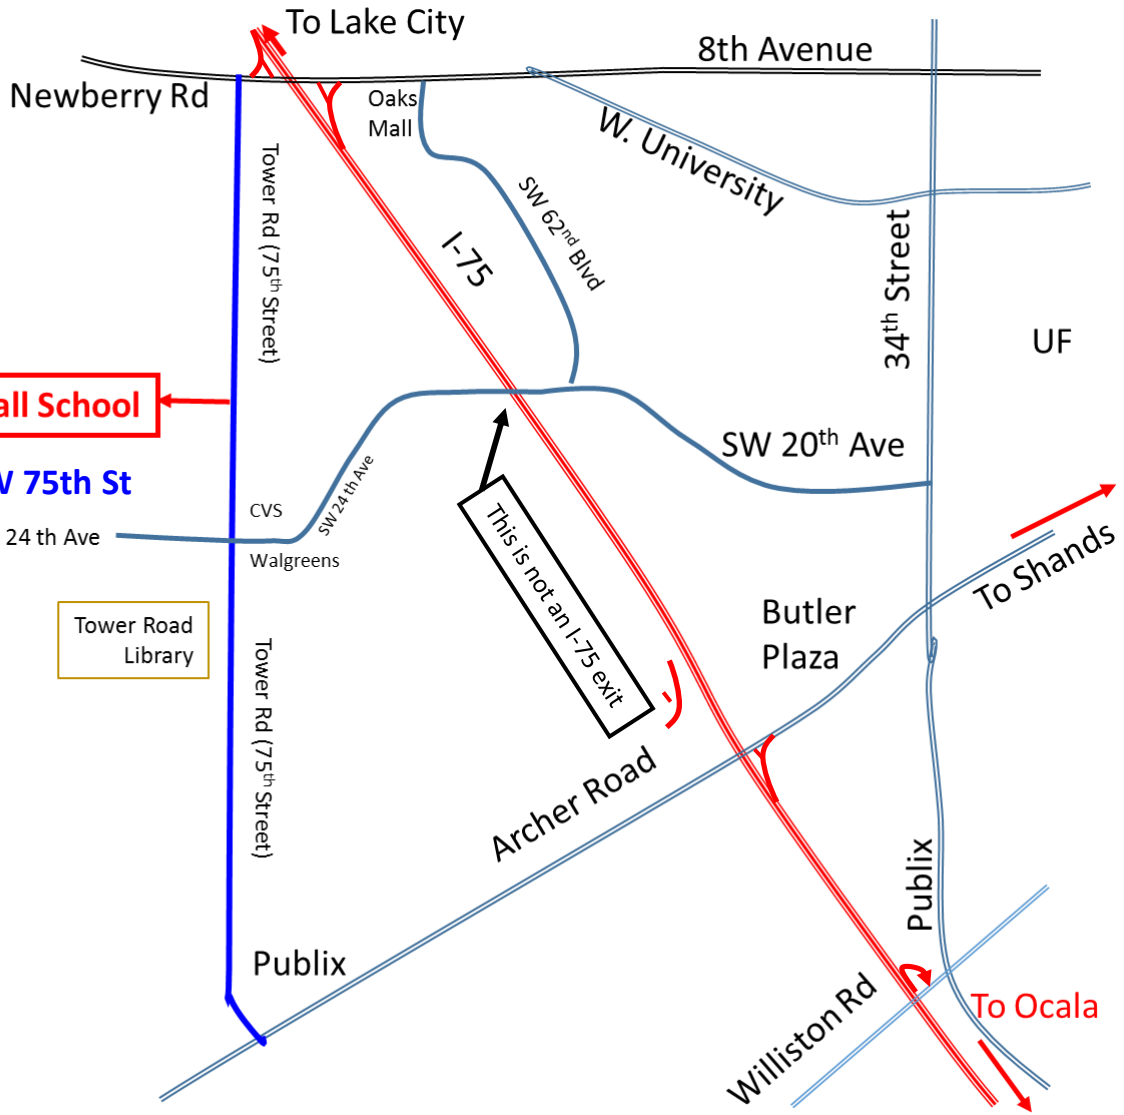 To Lake City
8th Avenue
Newberry Rd
Oaks
Mall
W. University
Tower Rd (75th Street)
SW 62nd Blvd
I-75
34th Street
UF
all School
SW 20th Ave
75th St
CVS
SW 24 th Ave
24 th Ave
Walgreens
This is not an I-75 exit
To Shands
Butler
Plaza
Tower Road
Library
Tower Rd (75th Street)
Archer Road
Publix
Publix
Williston Rd
To Ocala